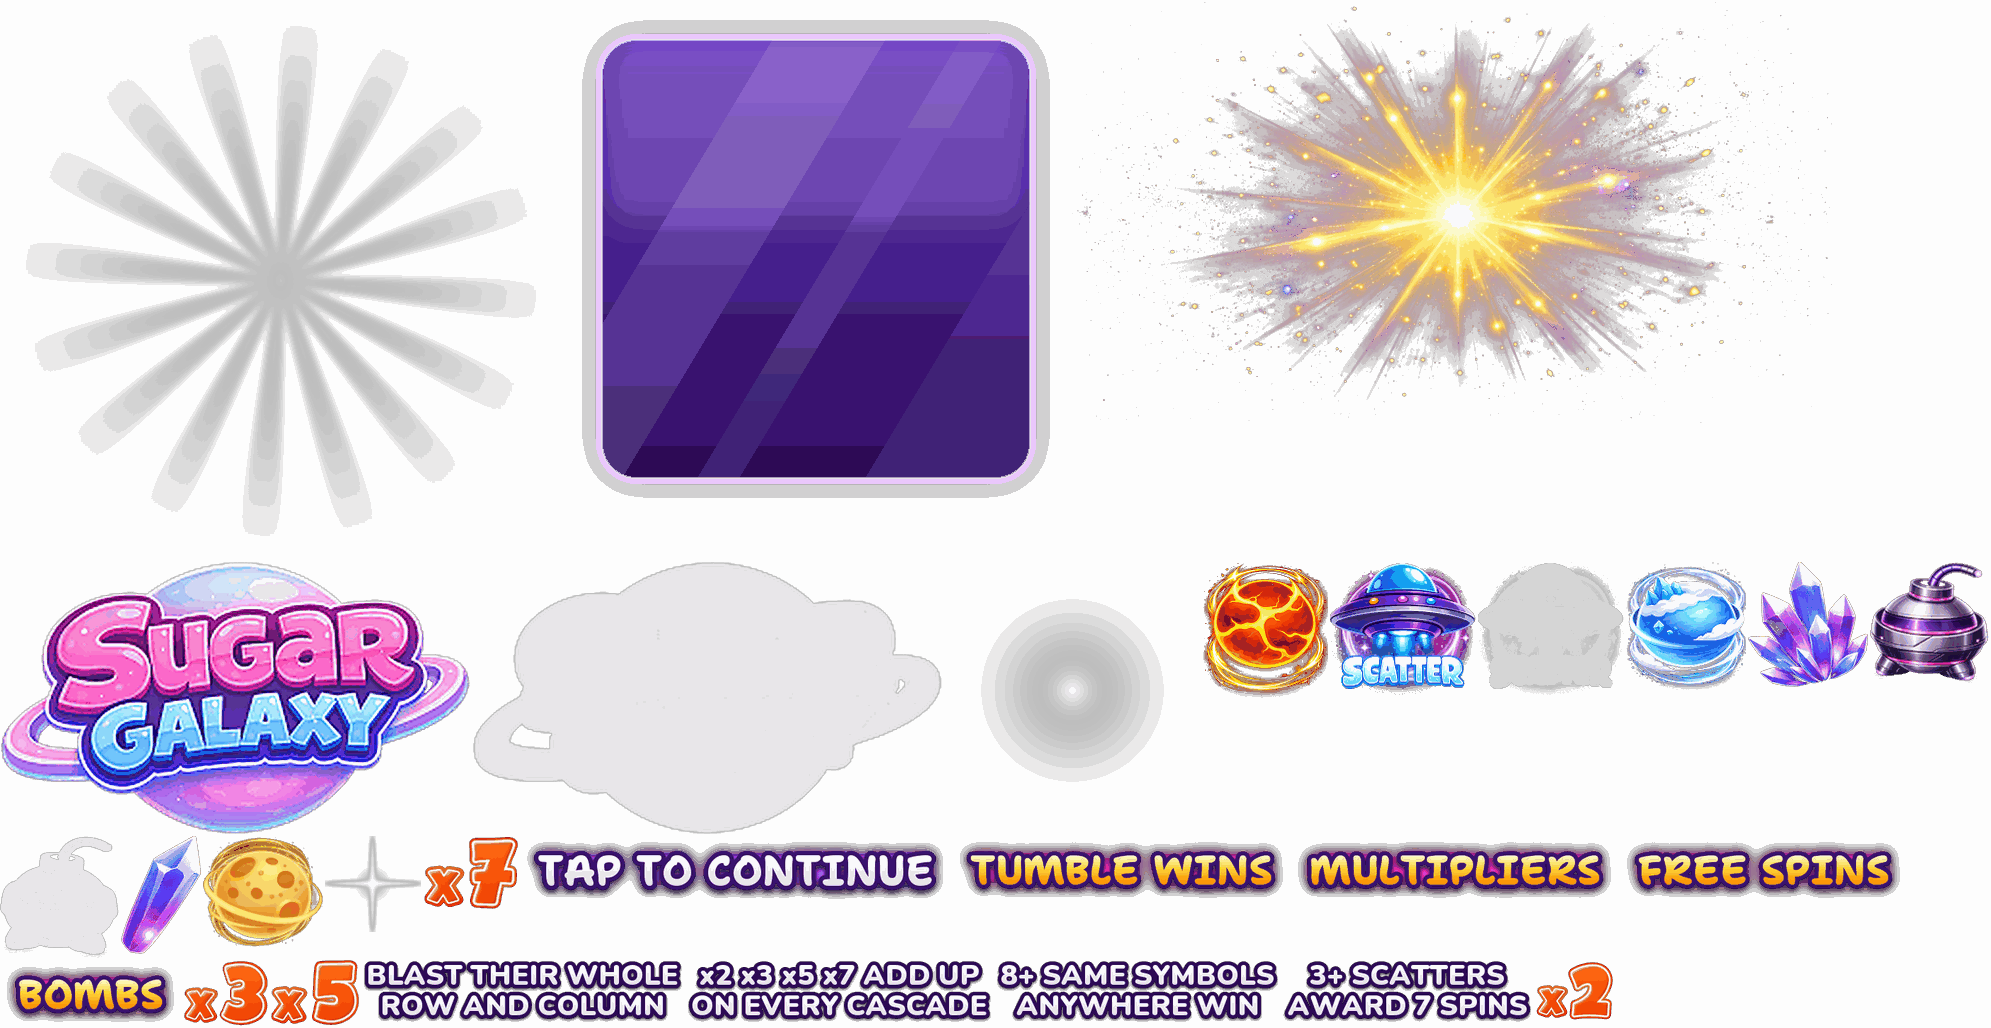 SUGAR
GALAXY
SCATTER
x7
TAP TO CONTINUE
TUMBLE WINS
MULTIPLIERS
FREE SPINS
BOMBS
x3
x5
BLAST THEIR WHOLE
ROW AND COLUMN
x2 x3 x5 x7 ADD UP
ON EVERY CASCADE
8+ SAME SYMBOLS
ANYWHERE WIN
3+ SCATTERS
AWARD 7 SPINS
x2